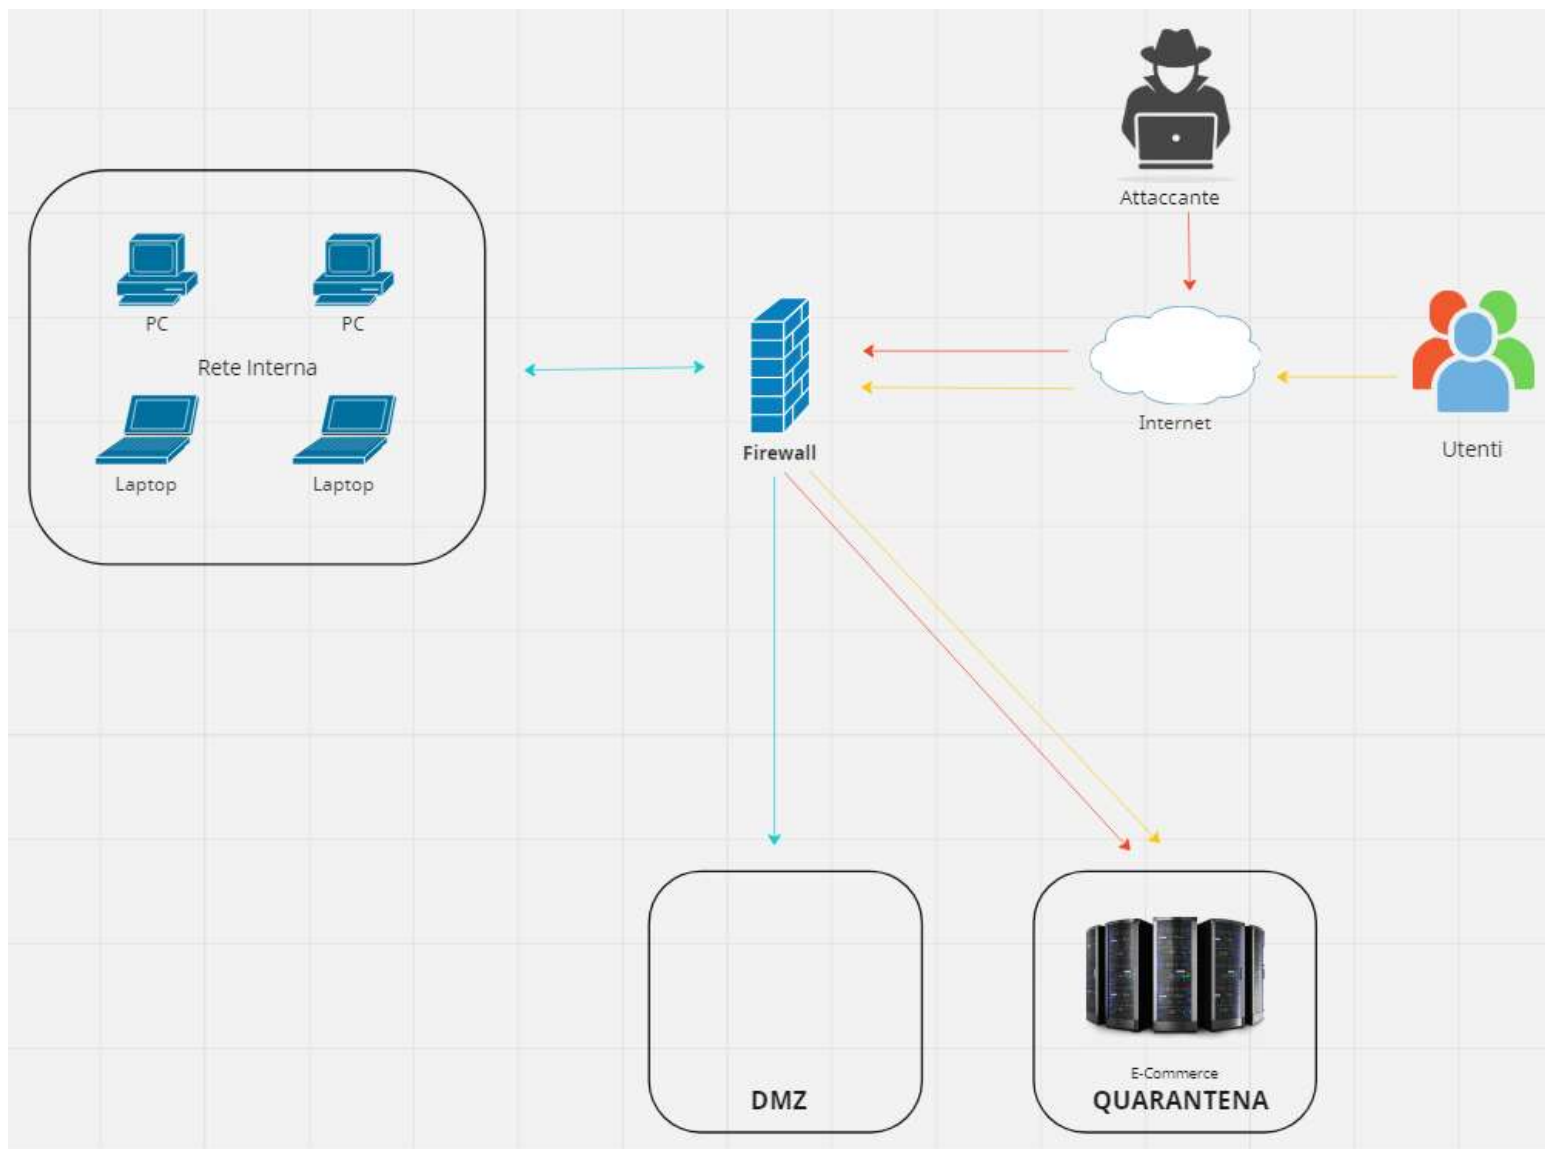 Attaccante
PC
PC
Rete Interna
Internet
Utenti
Firewall
Laptop
Laptop
E-Commerce
DMZ
QUARANTENA